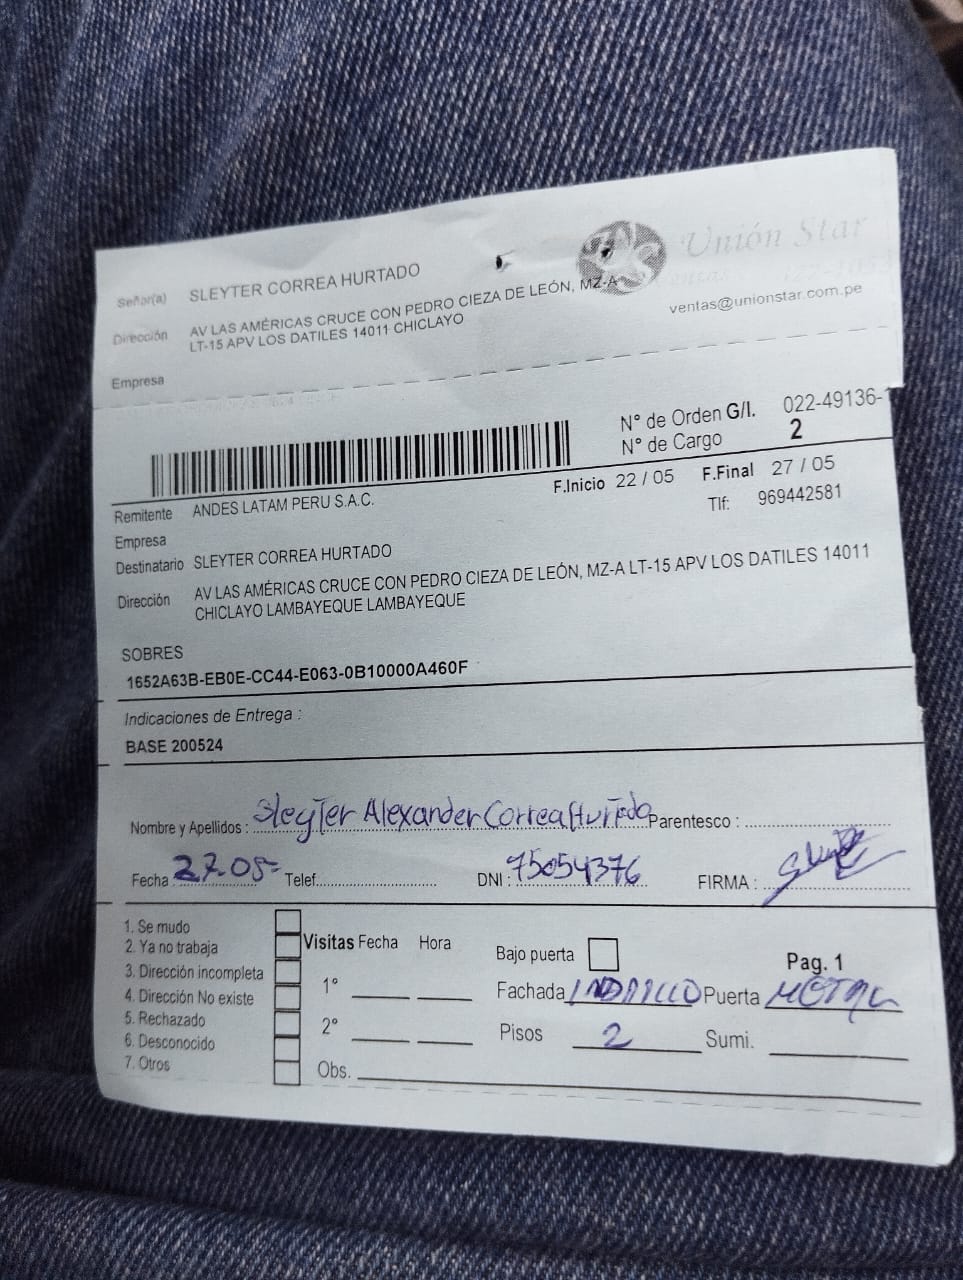 Señor(a) SLEYTER CORREA HURTADO
Unión Star
Dirección AV LAS AMÉRICAS CRUCE CON PEDRO CIEZA DE LEÓN, MZ-A
LT-15 APV LOS DATILES 14011 CHICLAYO
ventas@unionstar.com.pe
Empresa
N° de Orden G/I. 022-49136-1
N° de Cargo 2
F.Inicio 22 / 05 F.Final 27 / 05
Remitente ANDES LATAM PERU S.A.C.
Tlf: 969442581
Empresa
Destinatario SLEYTER CORREA HURTADO
Dirección AV LAS AMÉRICAS CRUCE CON PEDRO CIEZA DE LEÓN, MZ-A LT-15 APV LOS DATILES 14011
CHICLAYO LAMBAYEQUE LAMBAYEQUE
SOBRES
1652A63B-EB0E-CC44-E063-0B10000A460F
Indicaciones de Entrega :
BASE 200524
Nombre y Apellidos : Sleyter Alexander Correa Hurtado Parentesco :
Fecha 27.05- Telef. DNI : 75054376 FIRMA :
1. Se mudo
2. Ya no trabaja
3. Dirección incompleta
4. Dirección No existe
5. Rechazado
6. Desconocido
7. Otros
Visitas Fecha Hora
1°
2°
Obs.
Bajo puerta Pag. 1
Fachada Puerta
Pisos 2 Sumi.